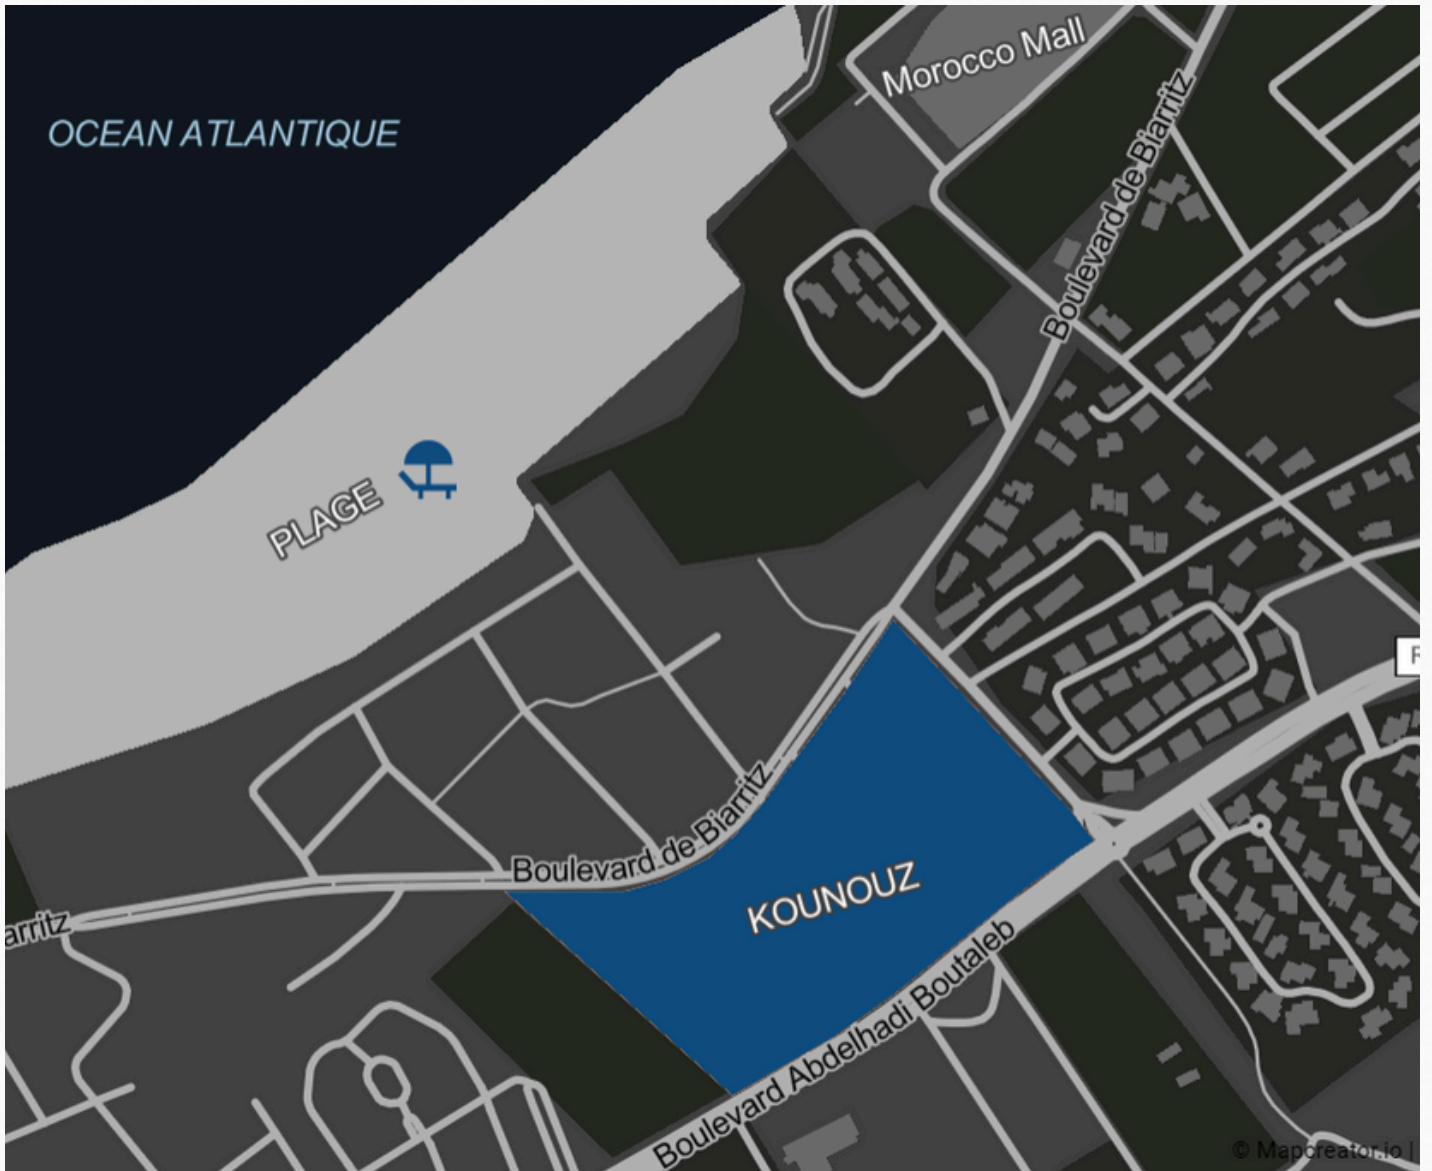 Morocco Mall
OCEAN ATLANTIQUE
Boulevard de Biarritz
PLAGE
Boulevard de Biarritz
KOUNOUZ
arritz
Boulevard Abdelhadi Boutaleb
© Mapcreator.io |